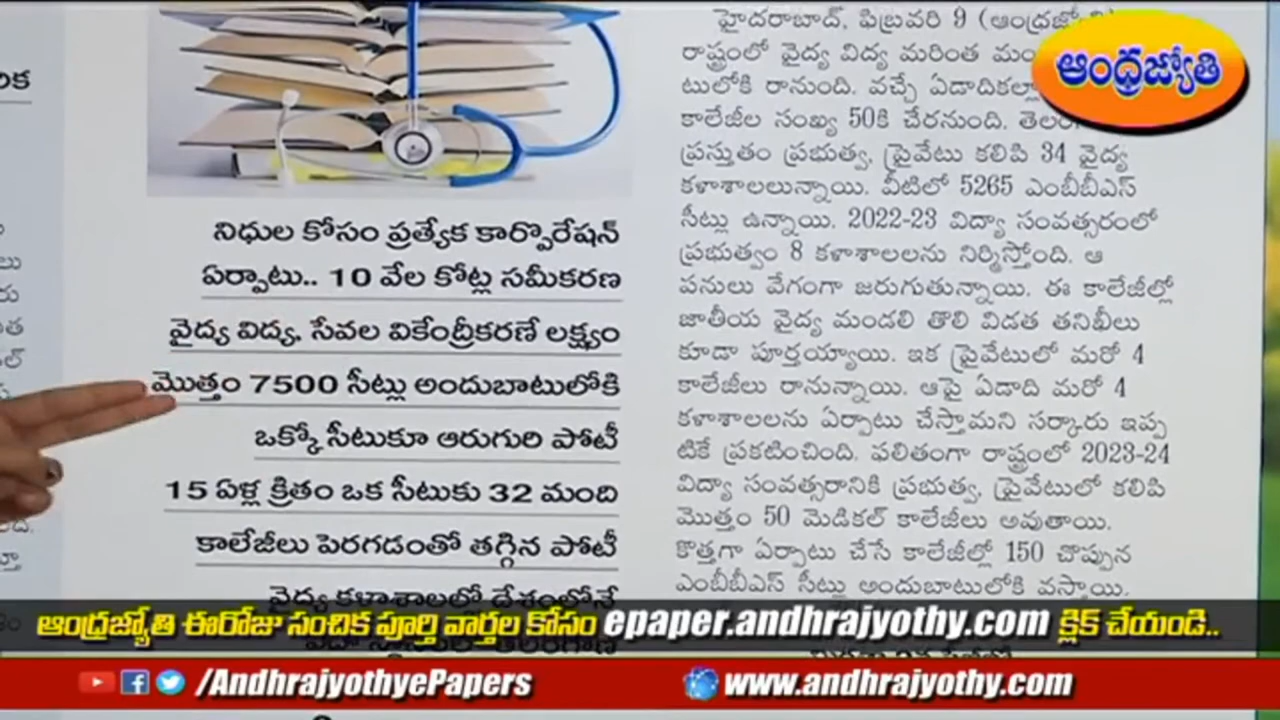 రిక
నిధుల కోసం ప్రత్యేక కార్పొరేషన్
ఏర్పాటు.. 10 వేల కోట్ల సమీకరణ
వైద్య విద్య, సేవల వికేంద్రీకరణే లక్ష్యం
మొత్తం 7500 సీట్లు అందుబాటులోకి
ఒక్కో సీటుకూ ఆరుగురి పోటీ
15 ఏళ్ల క్రితం ఒక సీటుకు 32 మంది
కాలేజీలు పెరగడంతో తగ్గిన పోటీ
వైద్య కళాశాలల్లో దేశంలోనే
హైదరాబాద్, ఫిబ్రవరి 9 (ఆంధ్రజ్యోతి)
రాష్ట్రంలో వైద్య విద్య మరింత
టులోకి రానుంది. వచ్చే
కాలేజీల సంఖ్య 50కి చేరనుంది.
ప్రస్తుతం ప్రభుత్వ, ప్రైవేటు కలిపి 34 వైద్య
కళాశాలలున్నాయి. వీటిలో 5265 ఎంబీబీఎస్
సీట్లు ఉన్నాయి. 2022-23 విద్యా సంవత్సరంలో
ప్రభుత్వం 8 కళాశాలలను నిర్మిస్తోంది. ఆ
పనులు వేగంగా జరుగుతున్నాయి. ఈ కాలేజీల్లో
జాతీయ వైద్య మండలి తొలి విడత తనిఖీలు
కూడా పూర్తయ్యాయి. ఇక ప్రైవేటులో మరో 4
కాలేజీలు రానున్నాయి. ఆపై ఏడాది మరో 4
కళాశాలలను ఏర్పాటు చేస్తామని సర్కారు ఇప్ప
టికే ప్రకటించింది. ఫలితంగా రాష్ట్రంలో 2023-24
విద్యా సంవత్సరానికి ప్రభుత్వ, ప్రైవేటులో కలిపి
మొత్తం 50 మెడికల్ కాలేజీలు అవుతాయి.
కొత్తగా ఏర్పాటు చేసే కాలేజీల్లో 150 చొప్పున
ఎంబీబీఎస్ సీట్లు అందుబాటులోకి వస్తాయి.
ఆంధ్రజ్యోతి
ఆంధ్రజ్యోతి ఈరోజు సంచిక పూర్తి వార్తల కోసం epaper.andhrajyothy.com క్లిక్ చేయండి..
/AndhrajyothyePapers
www.andhrajyothy.com